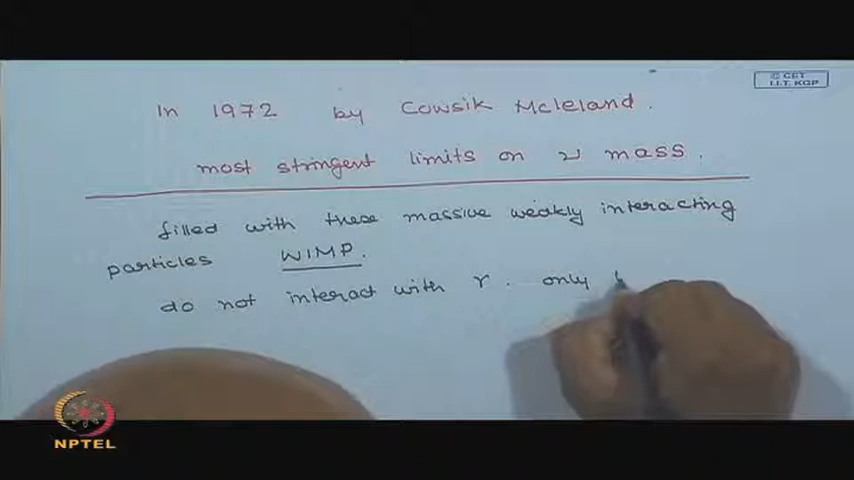 © CET
I.I.T. KGP
In 1972 by Cowsik Mcleland.
most stringent limits on ν mass.
filled with these massive weakly interacting
particles WIMP.
do not interact with γ. only
NPTEL